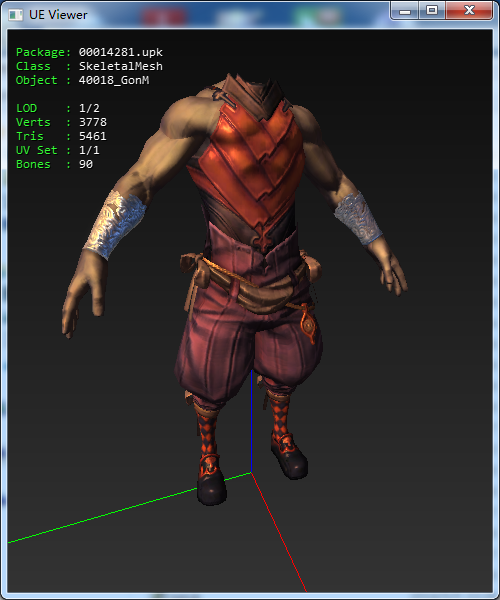 UE Viewer
Package: 00014281.upk
Class : SkeletalMesh
Object : 40018_GonM
LOD : 1/2
Verts : 3778
Tris : 5461
UV Set : 1/1
Bones : 90